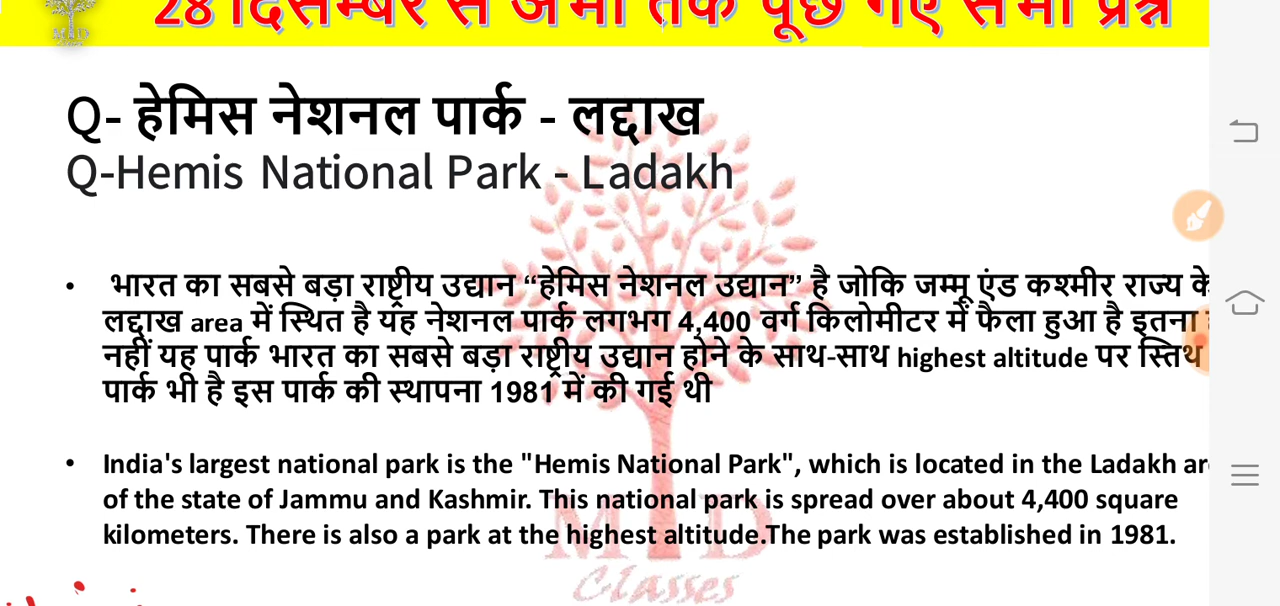 28 दिसम्बर से अभी तक पूछे गए सभी प्रश्न
MTD
Q- हेमिस नेशनल पार्क - लद्दाख
Q-Hemis National Park - Ladakh
• भारत का सबसे बड़ा राष्ट्रीय उद्यान “हेमिस नेशनल उद्यान” है जोकि जम्मू एंड कश्मीर राज्य के
लद्दाख area में स्थित है यह नेशनल पार्क लगभग 4,400 वर्ग किलोमीटर में फैला हुआ है इतना
नहीं यह पार्क भारत का सबसे बड़ा राष्ट्रीय उद्यान होने के साथ-साथ highest altitude पर स्तिथ
पार्क भी है इस पार्क की स्थापना 1981 में की गई थी
• India's largest national park is the "Hemis National Park", which is located in the Ladakh ar
of the state of Jammu and Kashmir. This national park is spread over about 4,400 square
kilometers. There is also a park at the highest altitude.The park was established in 1981.
MTD
Classes